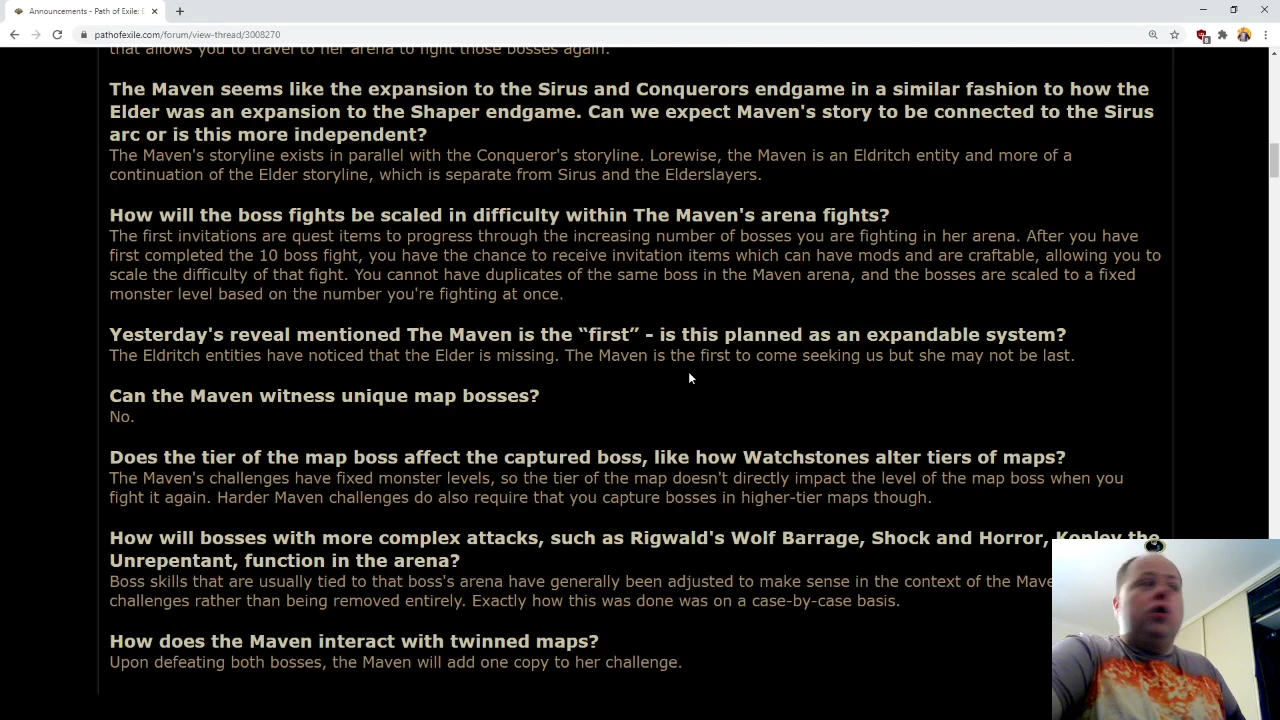 Announcements - Path of Exile: E
pathofexile.com/forum/view-thread/3008270
8
that allows you to travel to her arena to fight those bosses again.
The Maven seems like the expansion to the Sirus and Conquerors endgame in a similar fashion to how the
Elder was an expansion to the Shaper endgame. Can we expect Maven's story to be connected to the Sirus
arc or is this more independent?
The Maven's storyline exists in parallel with the Conqueror's storyline. Lorewise, the Maven is an Eldritch entity and more of a
continuation of the Elder storyline, which is separate from Sirus and the Elderslayers.
How will the boss fights be scaled in difficulty within The Maven's arena fights?
The first invitations are quest items to progress through the increasing number of bosses you are fighting in her arena. After you have
first completed the 10 boss fight, you have the chance to receive invitation items which can have mods and are craftable, allowing you to
scale the difficulty of that fight. You cannot have duplicates of the same boss in the Maven arena, and the bosses are scaled to a fixed
monster level based on the number you're fighting at once.
Yesterday's reveal mentioned The Maven is the “first” - is this planned as an expandable system?
The Eldritch entities have noticed that the Elder is missing. The Maven is the first to come seeking us but she may not be last.
Can the Maven witness unique map bosses?
No.
Does the tier of the map boss affect the captured boss, like how Watchstones alter tiers of maps?
The Maven's challenges have fixed monster levels, so the tier of the map doesn't directly impact the level of the map boss when you
fight it again. Harder Maven challenges do also require that you capture bosses in higher-tier maps though.
How will bosses with more complex attacks, such as Rigwald's Wolf Barrage, Shock and Horror, Kopley the
Unrepentant, function in the arena?
Boss skills that are usually tied to that boss's arena have generally been adjusted to make sense in the context of the Mave
challenges rather than being removed entirely. Exactly how this was done was on a case-by-case basis.
How does the Maven interact with twinned maps?
Upon defeating both bosses, the Maven will add one copy to her challenge.